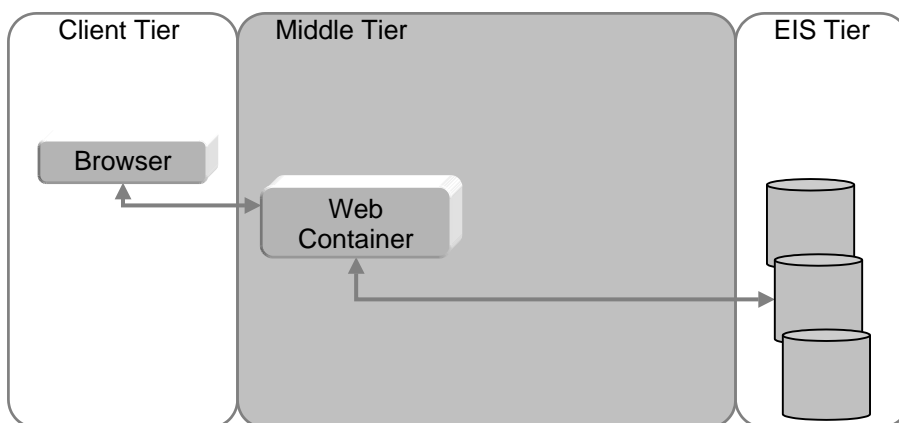 Client Tier
Middle Tier
EIS Tier
Browser
Web
Container